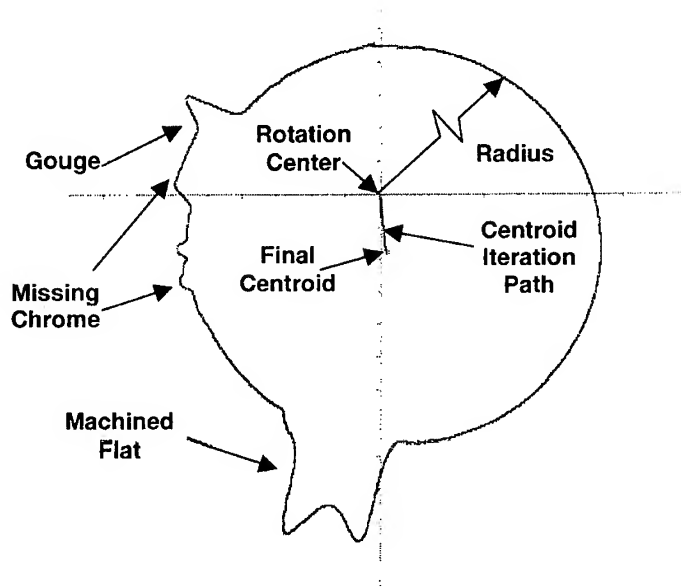 Gouge
Rotation
Center
Radius
Final
Centroid
Centroid
Iteration
Path
Missing
Chrome
Machined
Flat